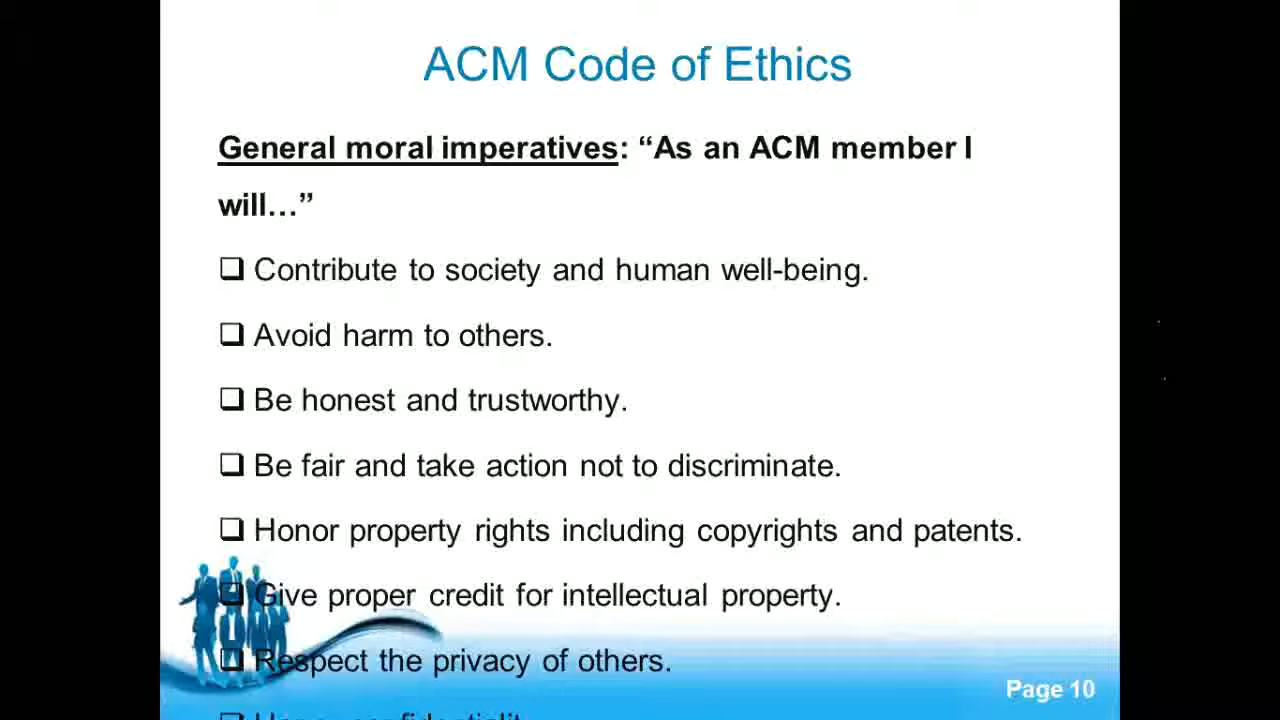 ACM Code of Ethics
General moral imperatives: “As an ACM member I
will…”
❑ Contribute to society and human well-being.
❑ Avoid harm to others.
❑ Be honest and trustworthy.
❑ Be fair and take action not to discriminate.
❑ Honor property rights including copyrights and patents.
❑ Give proper credit for intellectual property.
❑ Respect the privacy of others.
Page 10